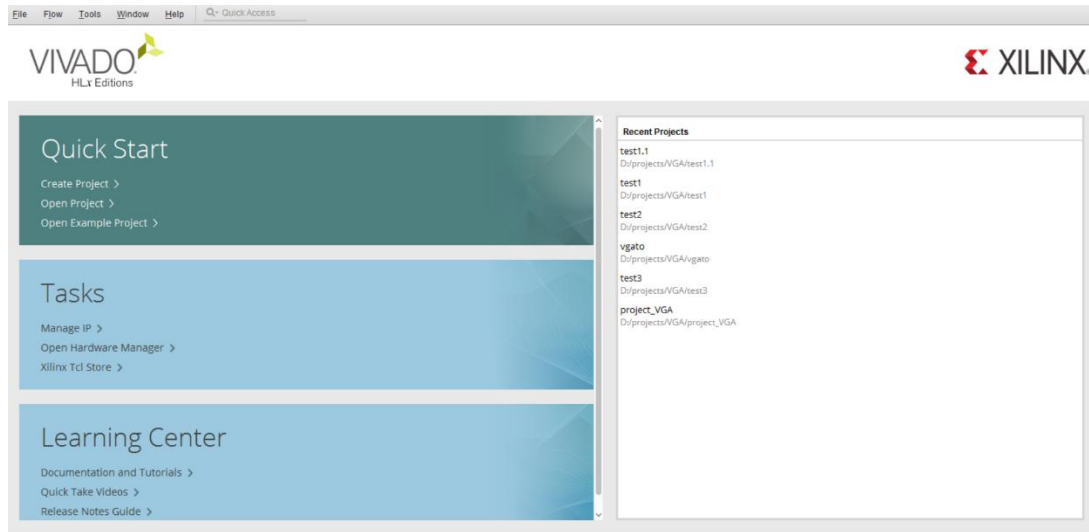 File Flow Tools Window Help Quick Access
VIVADO.
HLx Editions
XILINX
Quick Start
Create Project >
Open Project >
Open Example Project >
Tasks
Manage IP >
Open Hardware Manager >
Xilinx Tcl Store >
Learning Center
Documentation and Tutorials >
Quick Take Videos >
Release Notes Guide >
Recent Projects
test1.1
D:/projects/VGA/test1.1
test1
D:/projects/VGA/test1
test2
D:/projects/VGA/test2
vgato
D:/projects/VGA/vgato
test3
D:/projects/VGA/test3
project_VGA
D:/projects/VGA/project_VGA